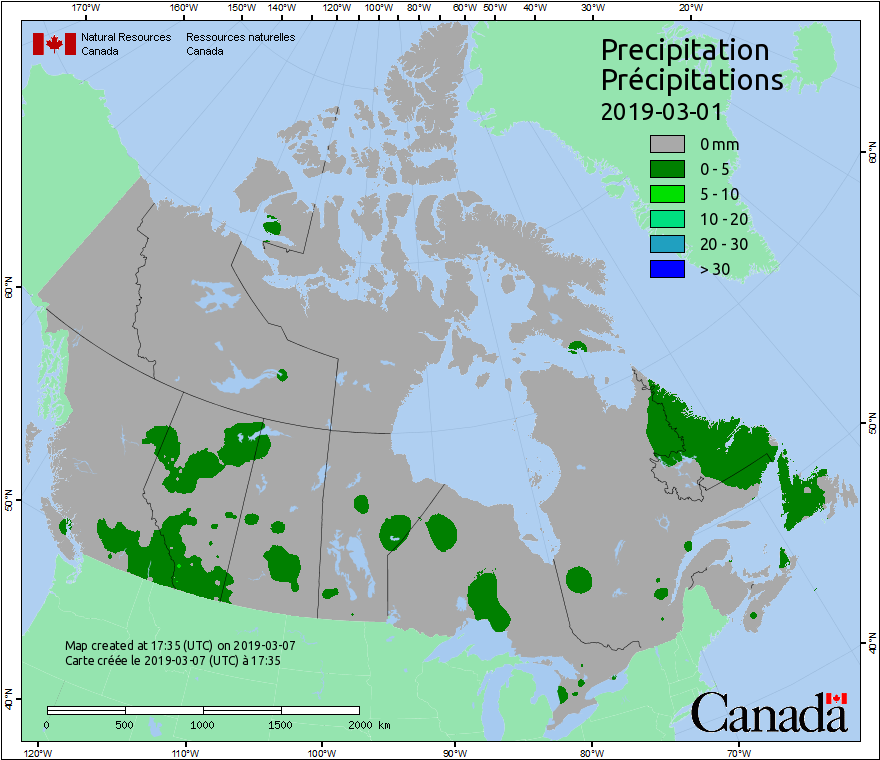 170°W 160°W 150°W 140°W 120°W 100°W 80°W 60°W 50°W 40°W 30°W 20°W
Natural Resources Ressources naturelles
Canada Canada
Precipitation
Précipitations
2019-03-01
0 mm
0 - 5
5 - 10
10 - 20
20 - 30
> 30
60°N
60°N
50°N
50°N
40°N
40°N
Map created at 17:35 (UTC) on 2019-03-07
Carte créée le 2019-03-07 (UTC) à 17:35
0 500 1000 1500 2000 km
Canada
120°W 110°W 100°W 90°W 80°W 70°W